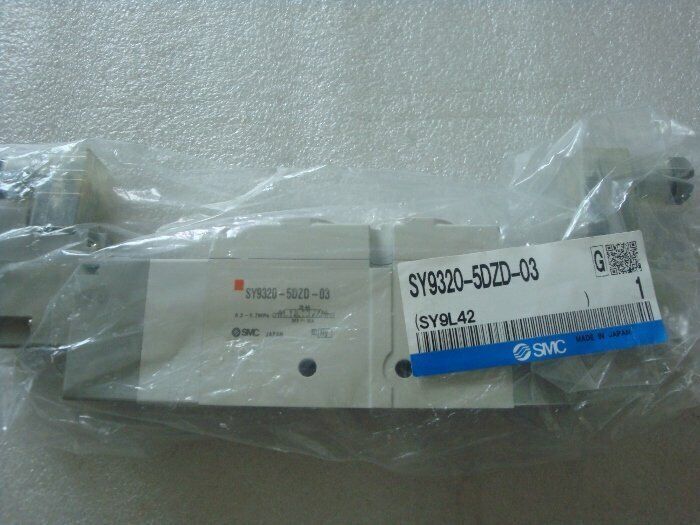 SY9320-5DZD-03
SMC JAPAN
SY9320-5DZD-03
G
(SY9L42 ) 1
SMC MADE IN JAPAN